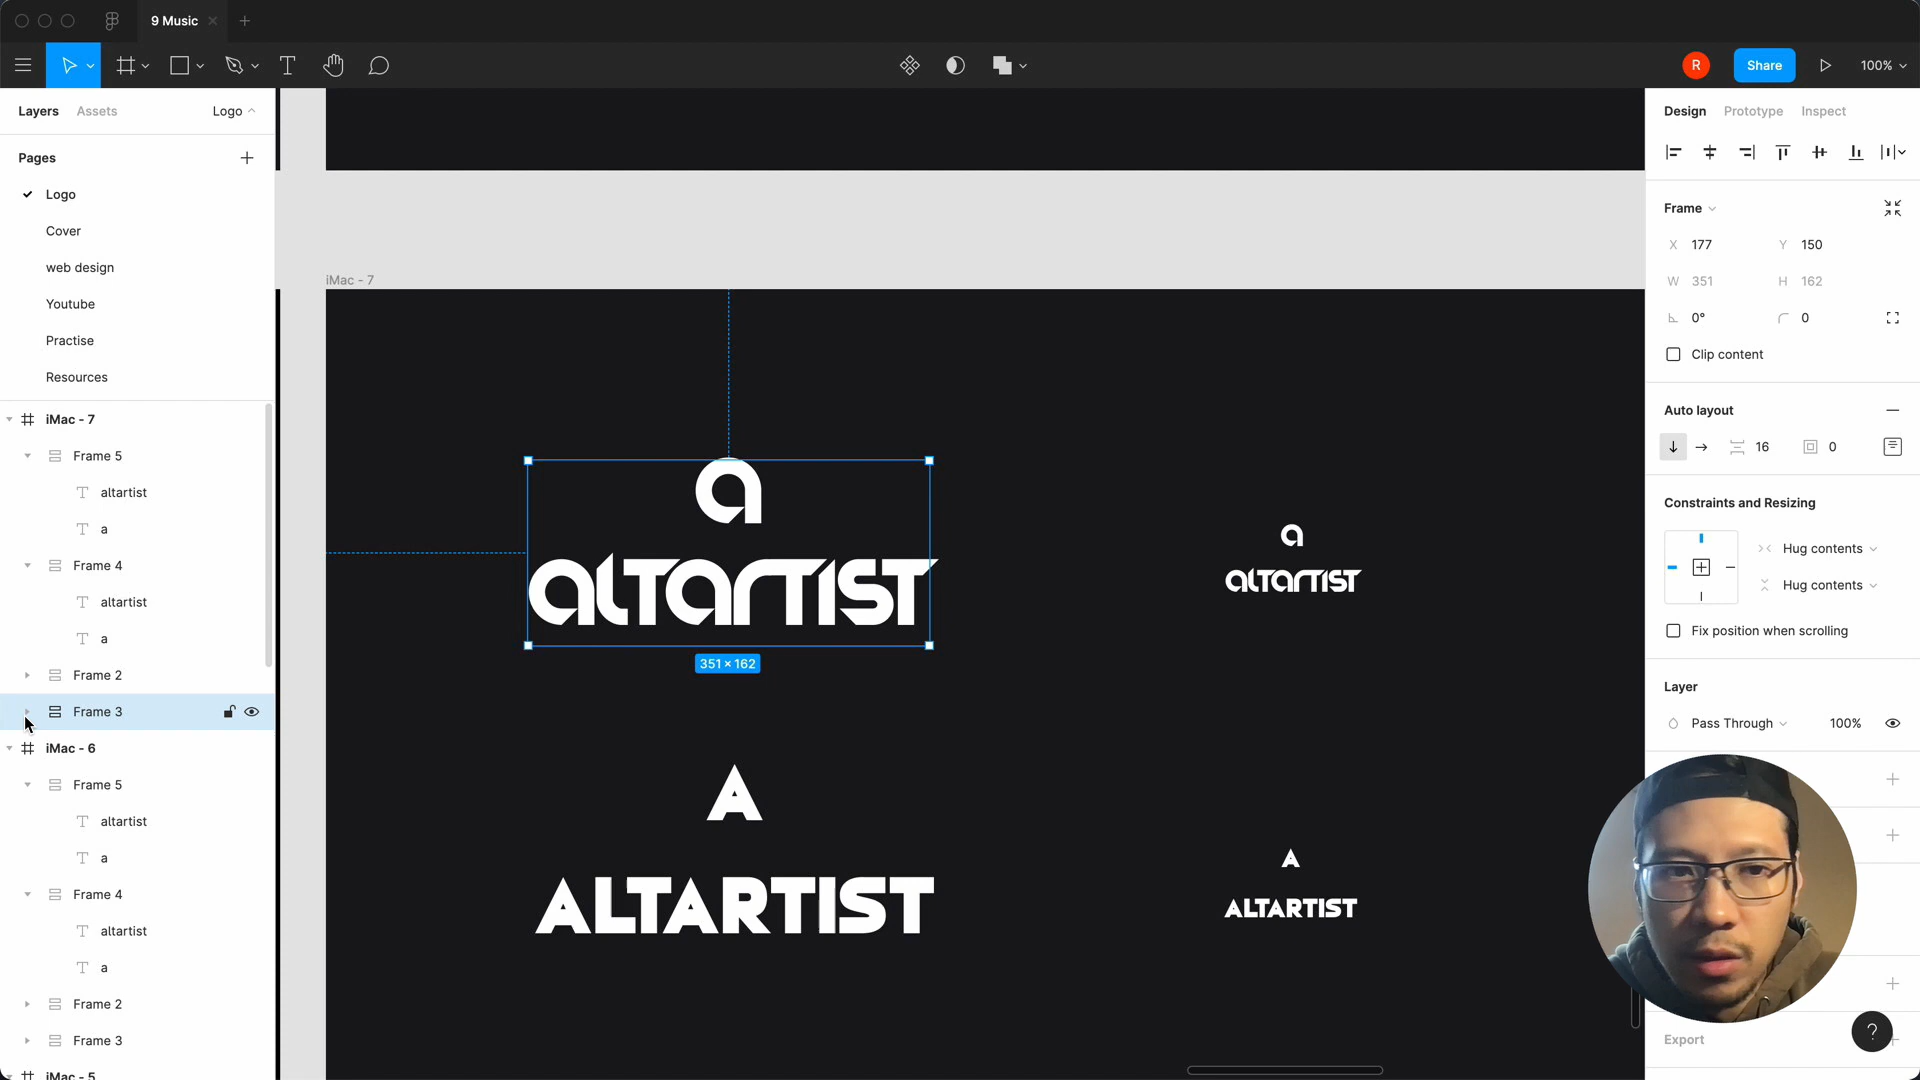 9 Music
R
Share
100%
Layers
Assets
Logo
Pages
Logo
Cover
web design
Youtube
Practise
Resources
iMac - 7
Frame 5
altartist
a
Frame 4
altartist
a
Frame 2
Frame 3
iMac - 6
Frame 5
altartist
a
Frame 4
altartist
a
Frame 2
Frame 3
iMac - 5
iMac - 7
a
altartist
351 × 162
A
ALTARTIST
a
altartist
A
ALTARTIST
Design
Prototype
Inspect
Frame
X 177 Y 150
W 351 H 162
0° 0
Clip content
Auto layout
16 0
Constraints and Resizing
Hug contents
Hug contents
Fix position when scrolling
Layer
Pass Through 100%
Export
?